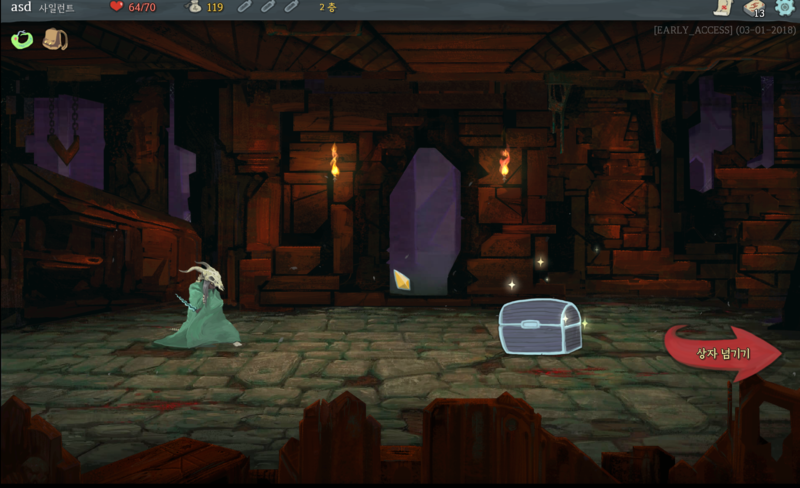 asd 사일런트 64/70 119 2 층
13
[EARLY_ACCESS] (03-01-2018)
상자 넘기기